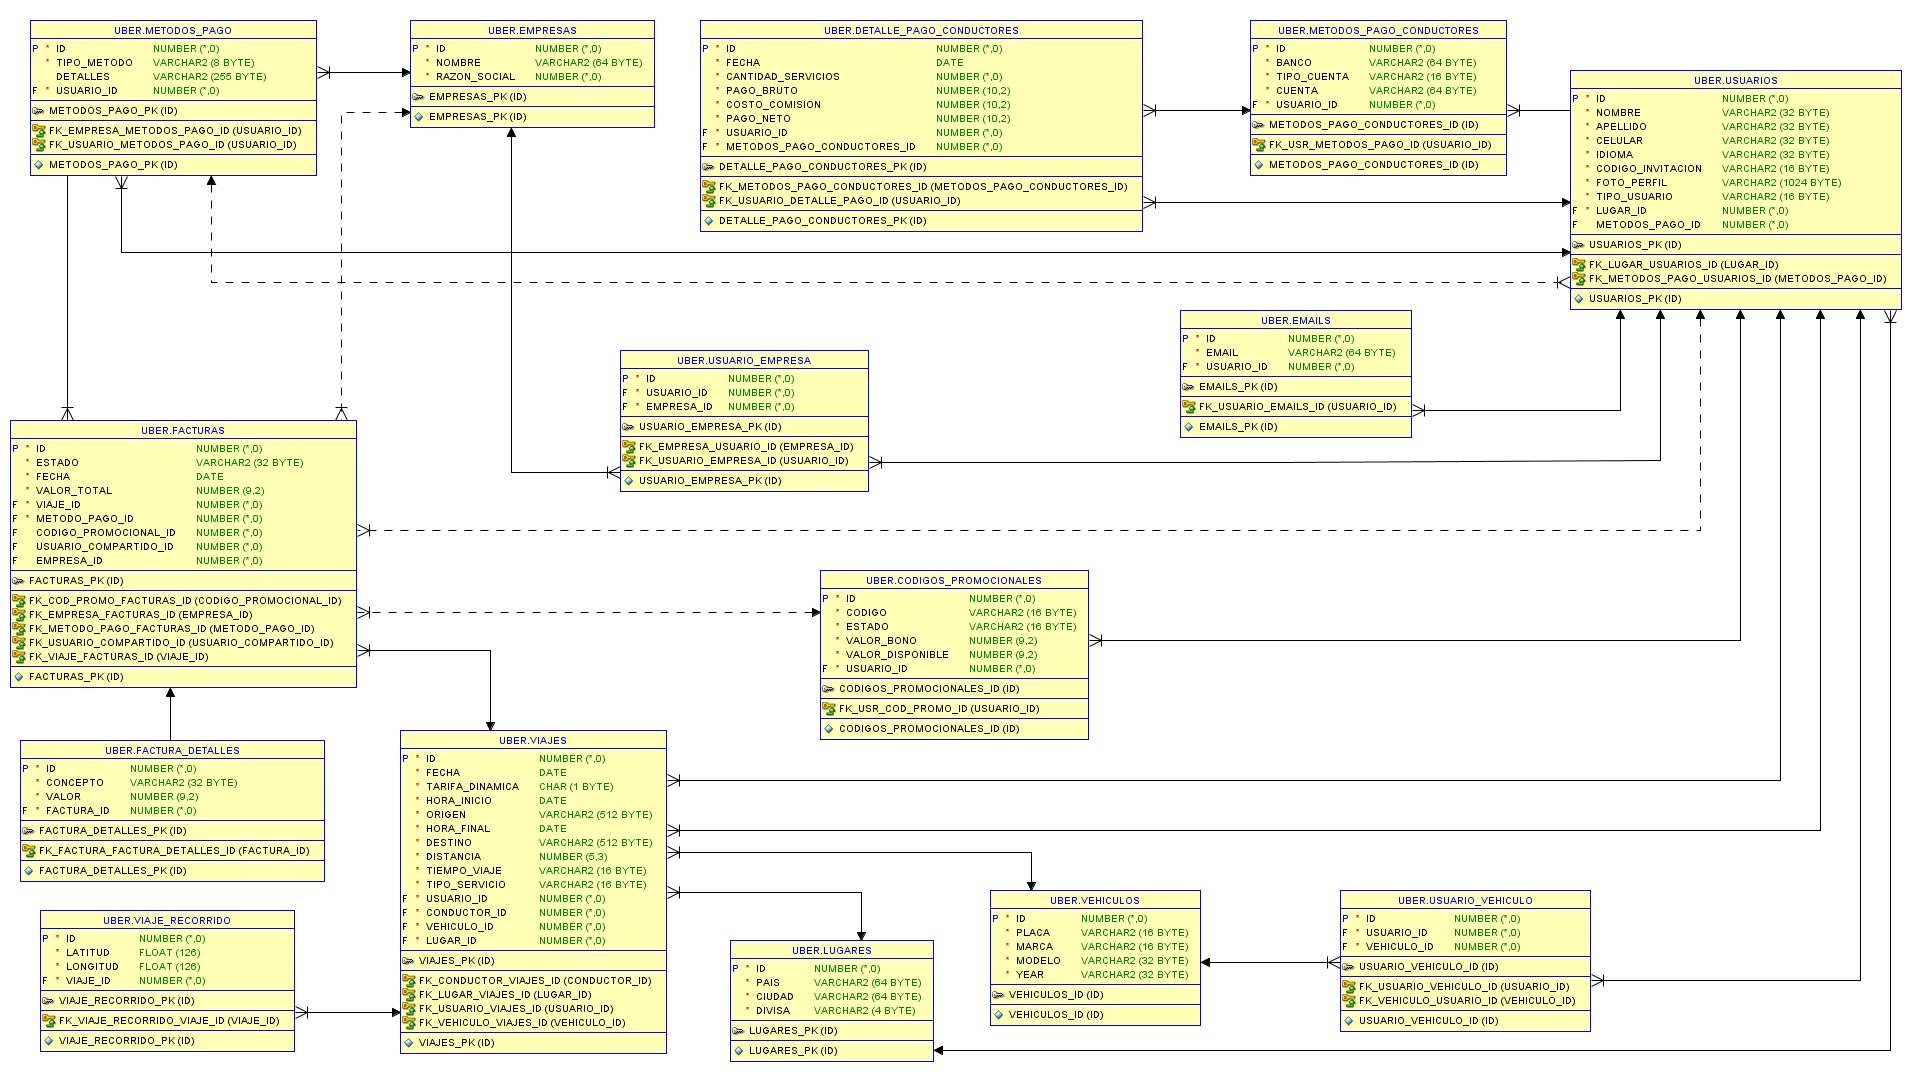 UBER.METODOS_PAGO
P * ID NUMBER (*,0)
* TIPO_METODO VARCHAR2 (8 BYTE)
DETALLES VARCHAR2 (255 BYTE)
F * USUARIO_ID NUMBER (*,0)
METODOS_PAGO_PK (ID)
FK_EMPRESA_METODOS_PAGO_ID (USUARIO_ID)
FK_USUARIO_METODOS_PAGO_ID (USUARIO_ID)
METODOS_PAGO_PK (ID)
UBER.EMPRESAS
P * ID NUMBER (*,0)
* NOMBRE VARCHAR2 (64 BYTE)
* RAZON_SOCIAL NUMBER (*,0)
EMPRESAS_PK (ID)
EMPRESAS_PK (ID)
UBER.DETALLE_PAGO_CONDUCTORES
P * ID NUMBER (*,0)
* FECHA DATE
* CANTIDAD_SERVICIOS NUMBER (*,0)
* PAGO_BRUTO NUMBER (10,2)
* COSTO_COMISION NUMBER (10,2)
* PAGO_NETO NUMBER (10,2)
F * USUARIO_ID NUMBER (*,0)
F * METODOS_PAGO_CONDUCTORES_ID NUMBER (*,0)
DETALLE_PAGO_CONDUCTORES_PK (ID)
FK_METODOS_PAGO_CONDUCTORES_ID (METODOS_PAGO_CONDUCTORES_ID)
FK_USUARIO_DETALLE_PAGO_ID (USUARIO_ID)
DETALLE_PAGO_CONDUCTORES_PK (ID)
UBER.METODOS_PAGO_CONDUCTORES
P * ID NUMBER (*,0)
* BANCO VARCHAR2 (64 BYTE)
* TIPO_CUENTA VARCHAR2 (16 BYTE)
* CUENTA VARCHAR2 (64 BYTE)
F * USUARIO_ID NUMBER (*,0)
METODOS_PAGO_CONDUCTORES_ID (ID)
FK_USR_METODOS_PAGO_ID (USUARIO_ID)
METODOS_PAGO_CONDUCTORES_ID (ID)
UBER.USUARIOS
P * ID NUMBER (*,0)
* NOMBRE VARCHAR2 (32 BYTE)
* APELLIDO VARCHAR2 (32 BYTE)
* CELULAR VARCHAR2 (32 BYTE)
* IDIOMA VARCHAR2 (32 BYTE)
* CODIGO_INVITACION VARCHAR2 (16 BYTE)
* FOTO_PERFIL VARCHAR2 (1024 BYTE)
* TIPO_USUARIO VARCHAR2 (16 BYTE)
F * LUGAR_ID NUMBER (*,0)
F METODOS_PAGO_ID NUMBER (*,0)
USUARIOS_PK (ID)
FK_LUGAR_USUARIOS_ID (LUGAR_ID)
FK_METODOS_PAGO_USUARIOS_ID (METODOS_PAGO_ID)
USUARIOS_PK (ID)
UBER.EMAILS
P * ID NUMBER (*,0)
* EMAIL VARCHAR2 (64 BYTE)
F * USUARIO_ID NUMBER (*,0)
EMAILS_PK (ID)
FK_USUARIO_EMAILS_ID (USUARIO_ID)
EMAILS_PK (ID)
UBER.USUARIO_EMPRESA
P * ID NUMBER (*,0)
F * USUARIO_ID NUMBER (*,0)
F * EMPRESA_ID NUMBER (*,0)
USUARIO_EMPRESA_PK (ID)
FK_EMPRESA_USUARIO_ID (EMPRESA_ID)
FK_USUARIO_EMPRESA_ID (USUARIO_ID)
USUARIO_EMPRESA_PK (ID)
UBER.FACTURAS
P * ID NUMBER (*,0)
* ESTADO VARCHAR2 (32 BYTE)
* FECHA DATE
* VALOR_TOTAL NUMBER (9,2)
F * VIAJE_ID NUMBER (*,0)
F * METODO_PAGO_ID NUMBER (*,0)
F CODIGO_PROMOCIONAL_ID NUMBER (*,0)
F USUARIO_COMPARTIDO_ID NUMBER (*,0)
F EMPRESA_ID NUMBER (*,0)
FACTURAS_PK (ID)
FK_COD_PROMO_FACTURAS_ID (CODIGO_PROMOCIONAL_ID)
FK_EMPRESA_FACTURAS_ID (EMPRESA_ID)
FK_METODO_PAGO_FACTURAS_ID (METODO_PAGO_ID)
FK_USUARIO_COMPARTIDO_ID (USUARIO_COMPARTIDO_ID)
FK_VIAJE_FACTURAS_ID (VIAJE_ID)
FACTURAS_PK (ID)
UBER.CODIGOS_PROMOCIONALES
P * ID NUMBER (*,0)
* CODIGO VARCHAR2 (16 BYTE)
* ESTADO VARCHAR2 (16 BYTE)
* VALOR_BONO NUMBER (9,2)
* VALOR_DISPONIBLE NUMBER (9,2)
F * USUARIO_ID NUMBER (*,0)
CODIGOS_PROMOCIONALES_ID (ID)
FK_USR_COD_PROMO_ID (USUARIO_ID)
CODIGOS_PROMOCIONALES_ID (ID)
UBER.FACTURA_DETALLES
P * ID NUMBER (*,0)
* CONCEPTO VARCHAR2 (32 BYTE)
* VALOR NUMBER (9,2)
F * FACTURA_ID NUMBER (*,0)
FACTURA_DETALLES_PK (ID)
FK_FACTURA_FACTURA_DETALLES_ID (FACTURA_ID)
FACTURA_DETALLES_PK (ID)
UBER.VIAJES
P * ID NUMBER (*,0)
* FECHA DATE
* TARIFA_DINAMICA CHAR (1 BYTE)
* HORA_INICIO DATE
* ORIGEN VARCHAR2 (512 BYTE)
* HORA_FINAL DATE
* DESTINO VARCHAR2 (512 BYTE)
* DISTANCIA NUMBER (5,3)
* TIEMPO_VIAJE VARCHAR2 (16 BYTE)
* TIPO_SERVICIO VARCHAR2 (16 BYTE)
F * USUARIO_ID NUMBER (*,0)
F * CONDUCTOR_ID NUMBER (*,0)
F * VEHICULO_ID NUMBER (*,0)
F * LUGAR_ID NUMBER (*,0)
VIAJES_PK (ID)
FK_CONDUCTOR_VIAJES_ID (CONDUCTOR_ID)
FK_LUGAR_VIAJES_ID (LUGAR_ID)
FK_USUARIO_VIAJES_ID (USUARIO_ID)
FK_VEHICULO_VIAJES_ID (VEHICULO_ID)
VIAJES_PK (ID)
UBER.VIAJE_RECORRIDO
P * ID NUMBER (*,0)
* LATITUD FLOAT (126)
* LONGITUD FLOAT (126)
F * VIAJE_ID NUMBER (*,0)
VIAJE_RECORRIDO_PK (ID)
FK_VIAJE_RECORRIDO_VIAJE_ID (VIAJE_ID)
VIAJE_RECORRIDO_PK (ID)
UBER.LUGARES
P * ID NUMBER (*,0)
* PAIS VARCHAR2 (64 BYTE)
* CIUDAD VARCHAR2 (64 BYTE)
* DIVISA VARCHAR2 (4 BYTE)
LUGARES_PK (ID)
LUGARES_PK (ID)
UBER.VEHICULOS
P * ID NUMBER (*,0)
* PLACA VARCHAR2 (16 BYTE)
* MARCA VARCHAR2 (16 BYTE)
* MODELO VARCHAR2 (32 BYTE)
* YEAR VARCHAR2 (32 BYTE)
VEHICULOS_ID (ID)
VEHICULOS_ID (ID)
UBER.USUARIO_VEHICULO
P * ID NUMBER (*,0)
F * USUARIO_ID NUMBER (*,0)
F * VEHICULO_ID NUMBER (*,0)
USUARIO_VEHICULO_ID (ID)
FK_USUARIO_VEHICULO_ID (USUARIO_ID)
FK_VEHICULO_USUARIO_ID (VEHICULO_ID)
USUARIO_VEHICULO_ID (ID)